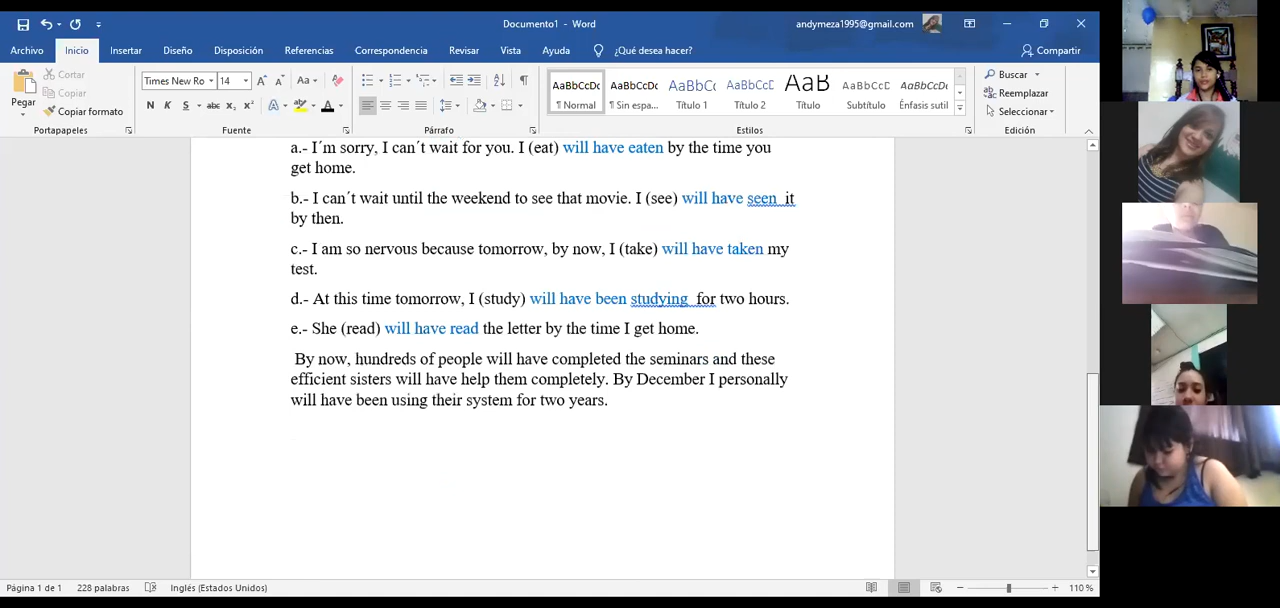 Documento1 - Word
andymeza1995@gmail.com
Archivo Inicio Insertar Diseño Disposición Referencias Correspondencia Revisar Vista Ayuda ¿Qué desea hacer? Compartir
Pegar
Cortar
Copiar
Copiar formato
Portapapeles
Times New Ro 14
N K S abc x₂ x² A A
Fuente
Párrafo
AaBbCcDc AaBbCcDc AaBbC AaBbCcD AaB AaBbCcD AaBbCcDc
¶ Normal ¶ Sin espa... Título 1 Título 2 Título Subtítulo Énfasis sutil
Estilos
Buscar
Reemplazar
Seleccionar
Edición
a.- I´m sorry, I can´t wait for you. I (eat) will have eaten by the time you
get home.
b.- I can´t wait until the weekend to see that movie. I (see) will have seen it
by then.
c.- I am so nervous because tomorrow, by now, I (take) will have taken my
test.
d.- At this time tomorrow, I (study) will have been studying for two hours.
e.- She (read) will have read the letter by the time I get home.
By now, hundreds of people will have completed the seminars and these
efficient sisters will have help them completely. By December I personally
will have been using their system for two years.
Página 1 de 1 228 palabras Inglés (Estados Unidos) 110 %